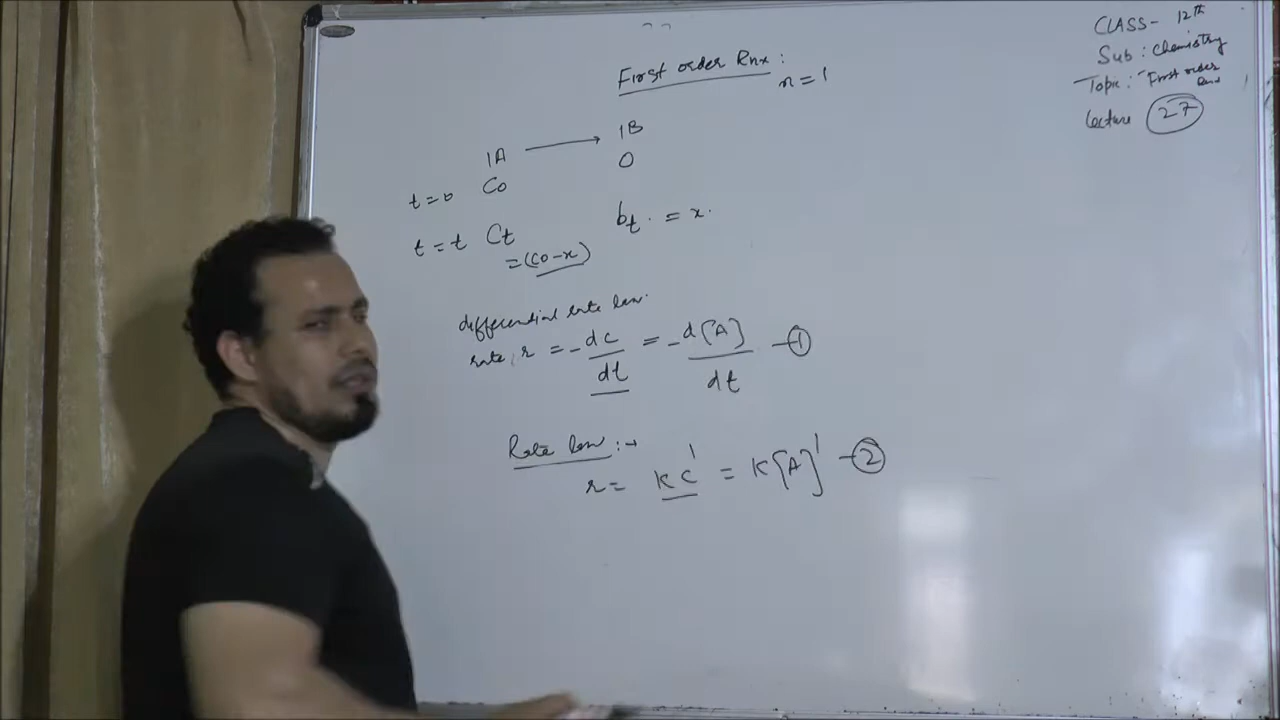 CLASS- 12th
Sub : Chemistry
Topic : First order Rnx
Lecture 27
First order Rnx :
n = 1
1A → 1B
t = 0 C0 0
t = t Ct bt. = x.
= (C0-x)
differential rate law.
rate, r = - dc/dt = - d[A]/dt -①
Rate law :→
r = KC¹ = K[A]¹ -②